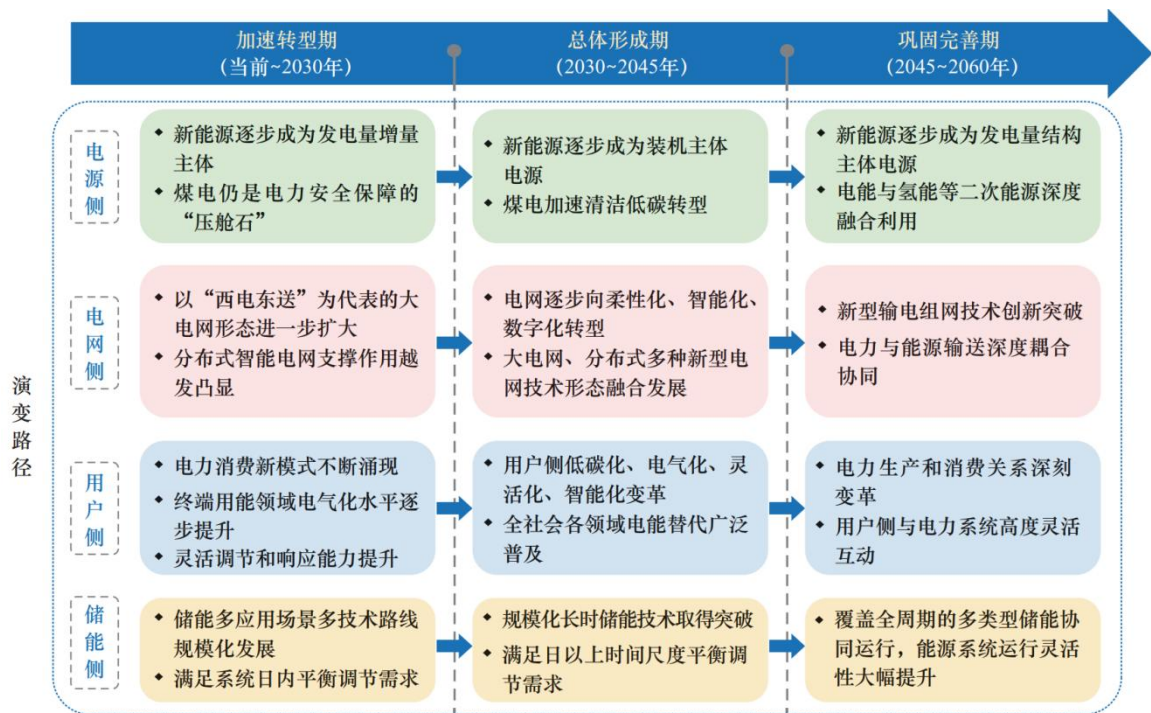 加速转型期
(当前~2030年)
总体形成期
(2030~2045年)
巩固完善期
(2045~2060年)
演变路径
电源侧
◆ 新能源逐步成为发电量增量
主体
◆ 煤电仍是电力安全保障的
“压舱石”
◆ 新能源逐步成为装机主体
电源
◆ 煤电加速清洁低碳转型
◆ 新能源逐步成为发电量结构
主体电源
◆ 电能与氢能等二次能源深度
融合利用
电网侧
◆ 以“西电东送”为代表的大
电网形态进一步扩大
◆ 分布式智能电网支撑作用越
发凸显
◆ 电网逐步向柔性化、智能化、
数字化转型
◆ 大电网、分布式多种新型电
网技术形态融合发展
◆ 新型输电组网技术创新突破
◆ 电力与能源输送深度耦合
协同
用户侧
◆ 电力消费新模式不断涌现
◆ 终端用能领域电气化水平逐
步提升
◆ 灵活调节和响应能力提升
◆ 用户侧低碳化、电气化、灵
活化、智能化变革
◆ 全社会各领域电能替代广泛
普及
◆ 电力生产和消费关系深刻
变革
◆ 用户侧与电力系统高度灵活
互动
储能侧
◆ 储能多应用场景多技术路线
规模化发展
◆ 满足系统日内平衡调节需求
◆ 规模化长时储能技术取得突破
◆ 满足日以上时间尺度平衡调
节需求
◆ 覆盖全周期的多类型储能协
同运行，能源系统运行灵活
性大幅提升